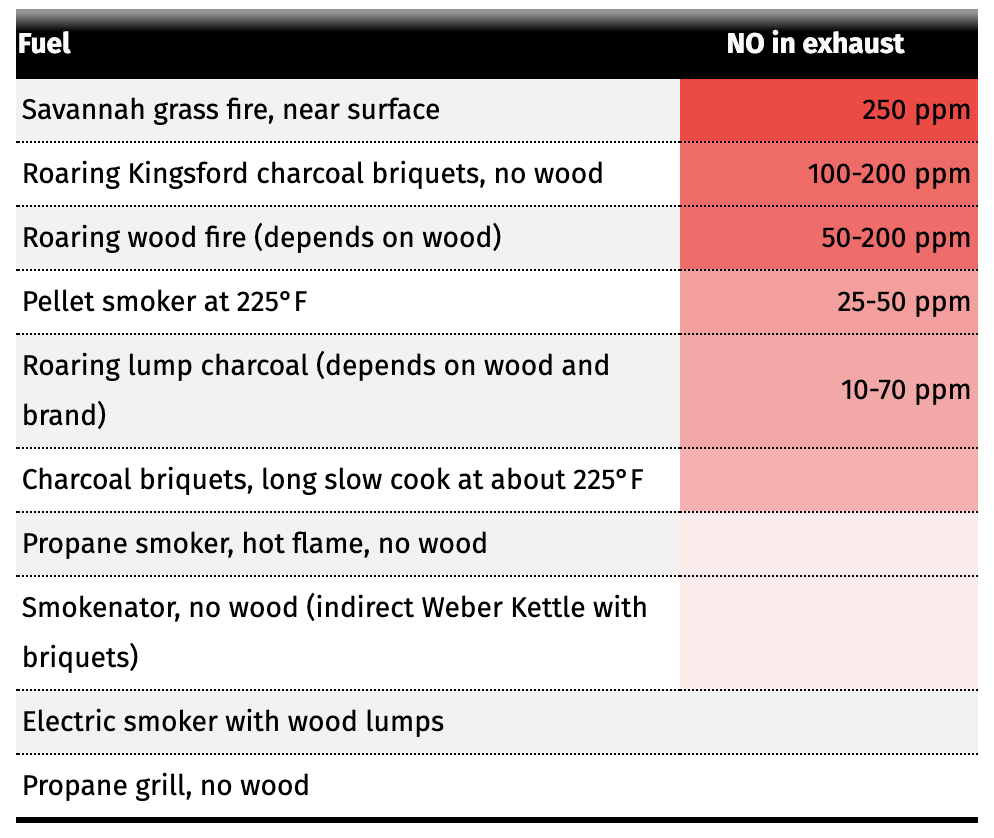 Fuel NO in exhaust
Savannah grass fire, near surface 250 ppm
Roaring Kingsford charcoal briquets, no wood 100-200 ppm
Roaring wood fire (depends on wood) 50-200 ppm
Pellet smoker at 225°F 25-50 ppm
Roaring lump charcoal (depends on wood and
brand) 10-70 ppm
Charcoal briquets, long slow cook at about 225°F
Propane smoker, hot flame, no wood
Smokenator, no wood (indirect Weber Kettle with
briquets)
Electric smoker with wood lumps
Propane grill, no wood